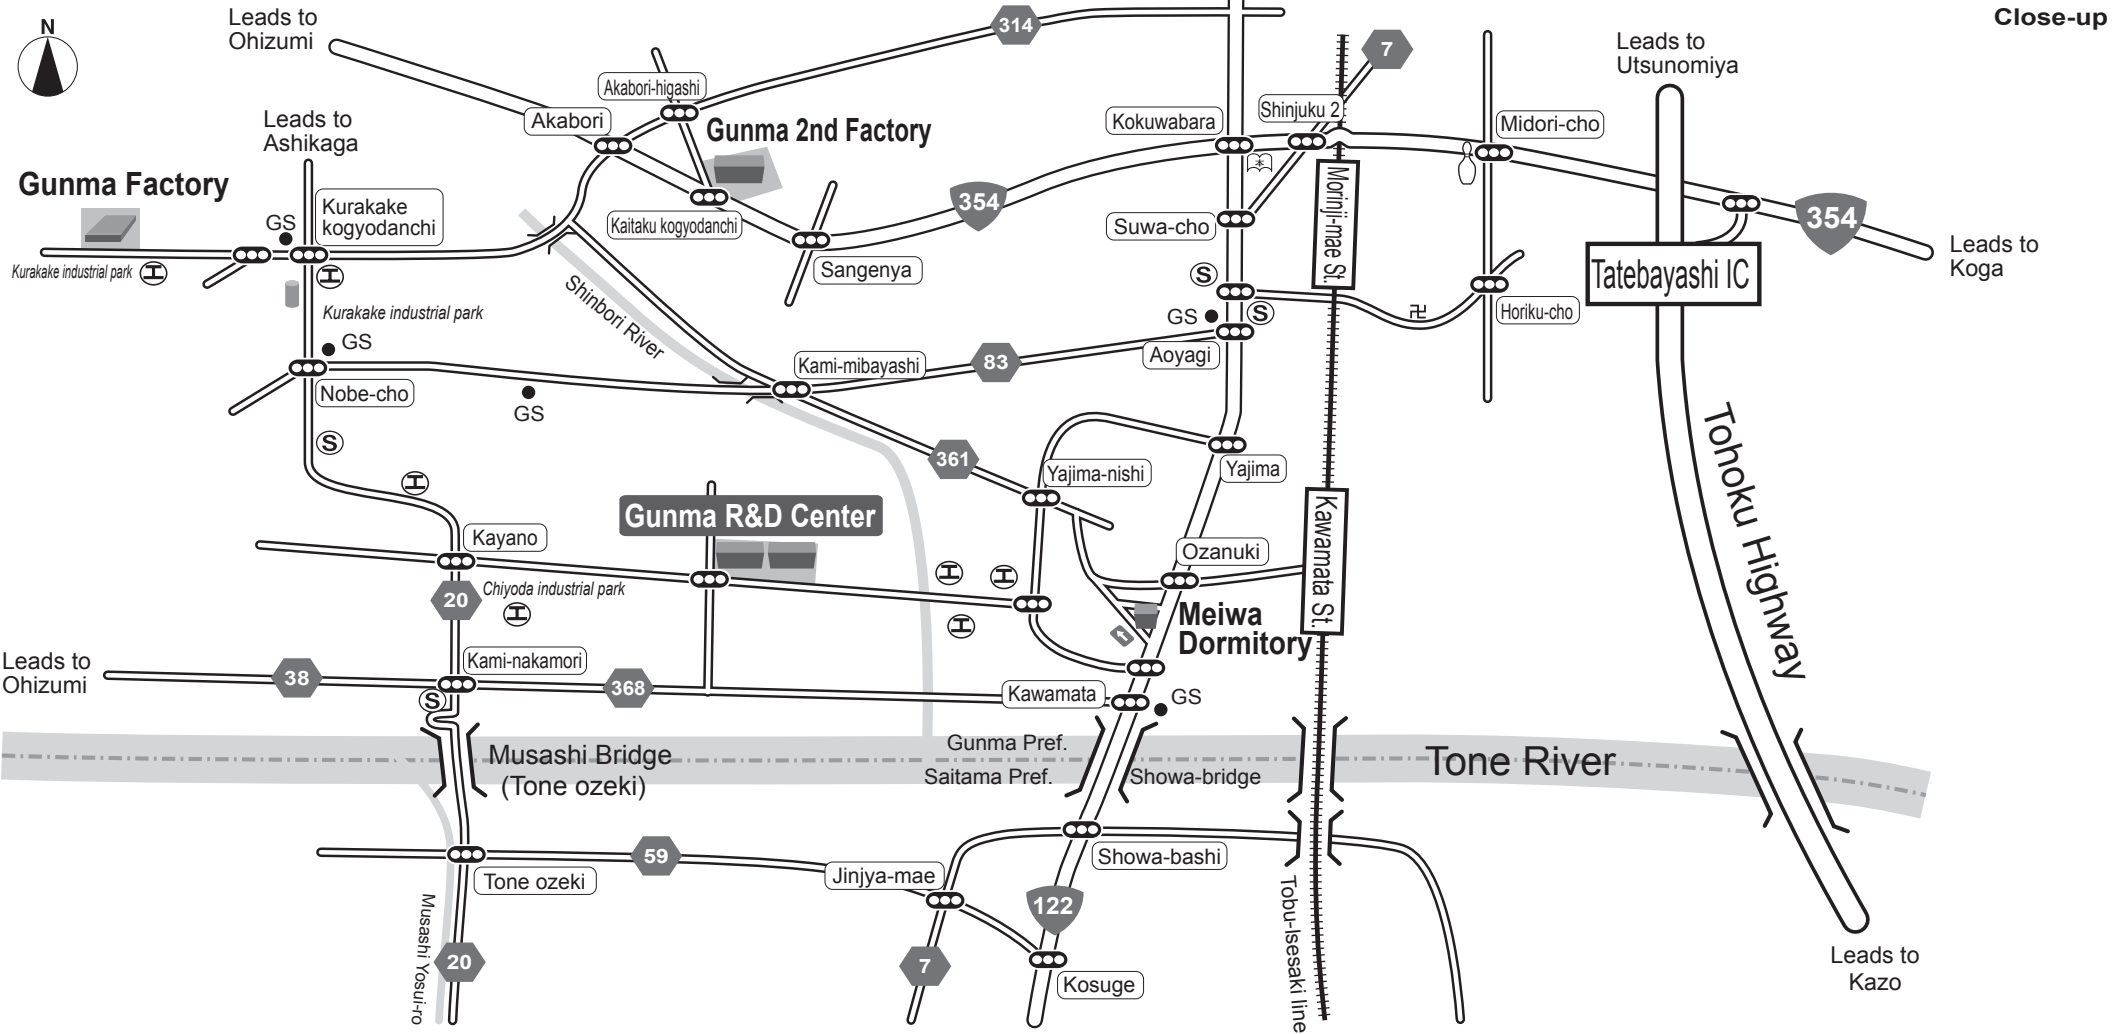 Close-up
N
Leads to
Ohizumi
314
7
Leads to
Utsunomiya
Akabori-higashi
Akabori
Gunma 2nd Factory
Kokuwabara
Shinjuku 2
Midori-cho
Leads to
Ashikaga
Gunma Factory
GS
Kurakake
kogyodanchi
Kaitaku kogyodanchi
354
Suwa-cho
Morinji-mae St.
354
Leads to
Koga
Kurakake industrial park
Sangenya
Tatebayashi IC
S
Kurakake industrial park
Shinbori River
GS
S
卍
Horiku-cho
GS
Aoyagi
Kami-mibayashi
83
Nobe-cho
GS
S
361
Yajima-nishi
Yajima
Tohoku Highway
Gunma R&D Center
Kawamata St.
Kayano
Ozanuki
20
Chiyoda industrial park
Meiwa
Dormitory
Leads to
Ohizumi
38
Kami-nakamori
368
S
Kawamata
GS
Musashi Bridge
(Tone ozeki)
Gunma Pref.
Saitama Pref.
Showa-bridge
Tone River
59
Tone ozeki
Jinjya-mae
Showa-bashi
122
Musashi Yosui-ro
20
7
Kosuge
Tobu-Isesaki line
Leads to
Kazo